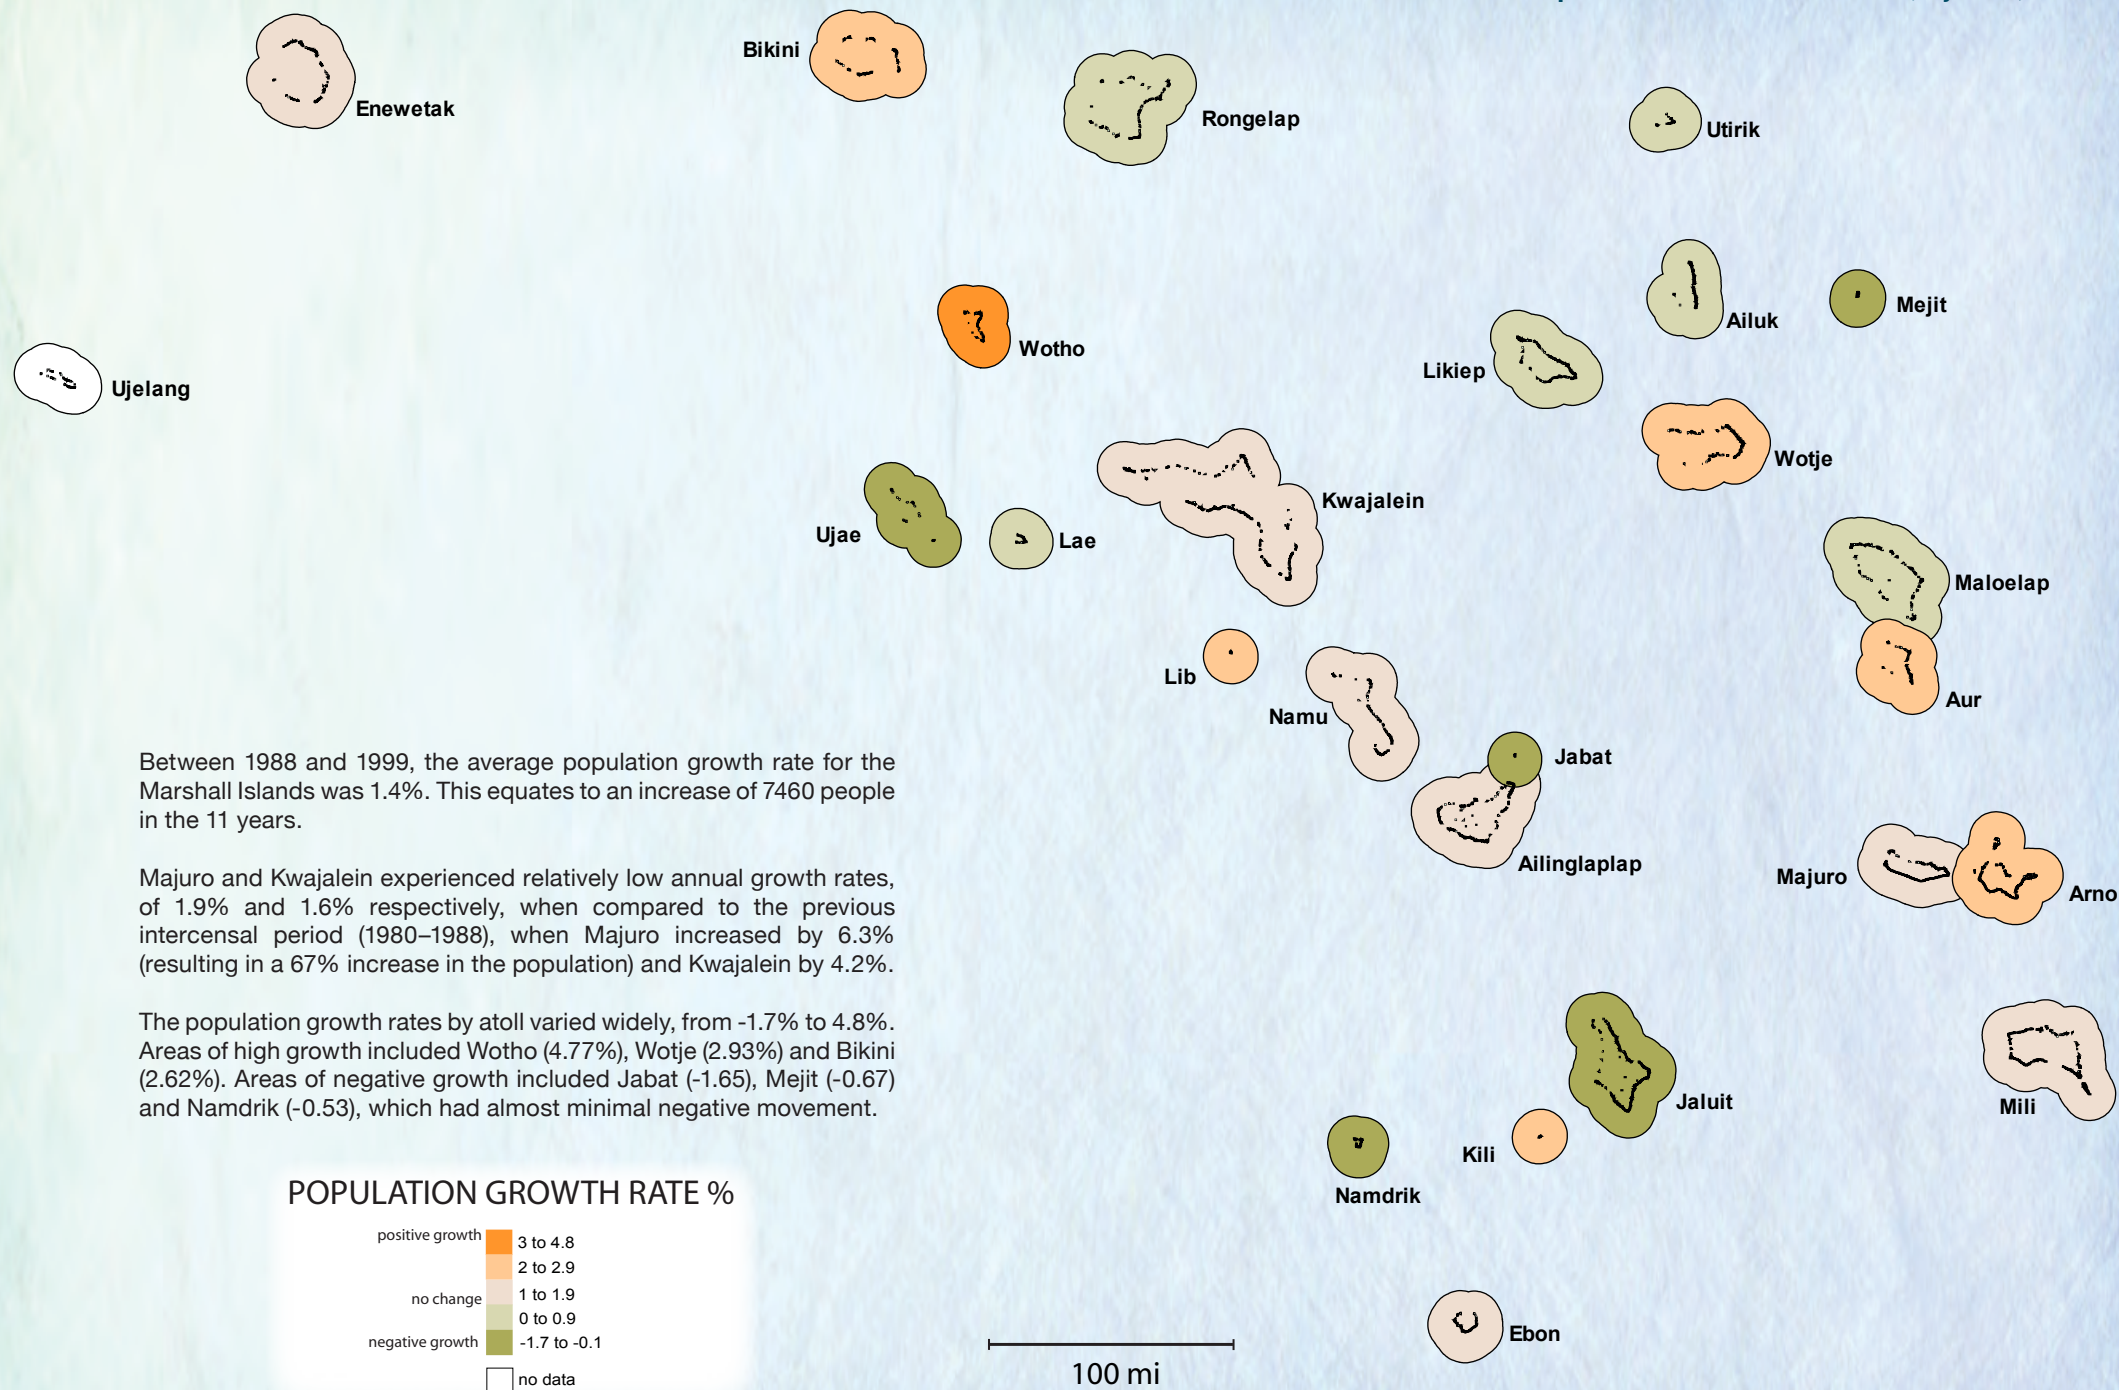 Bikini
Enewetak
Rongelap
Utirik
Mejit
Ailuk
Wotho
Likiep
Ujelang
Wotje
Kwajalein
Ujae
Lae
Maloelap
Lib
Aur
Namu
Jabat
Ailinglaplap
Majuro
Arno
Between 1988 and 1999, the average population growth rate for the
Marshall Islands was 1.4%. This equates to an increase of 7460 people
in the 11 years.
Majuro and Kwajalein experienced relatively low annual growth rates,
of 1.9% and 1.6% respectively, when compared to the previous
intercensal period (1980–1988), when Majuro increased by 6.3%
(resulting in a 67% increase in the population) and Kwajalein by 4.2%.
The population growth rates by atoll varied widely, from -1.7% to 4.8%.
Areas of high growth included Wotho (4.77%), Wotje (2.93%) and Bikini
(2.62%). Areas of negative growth included Jabat (-1.65), Mejit (-0.67)
and Namdrik (-0.53), which had almost minimal negative movement.
Jaluit
Mili
Kili
Namdrik
Ebon
POPULATION GROWTH RATE %
positive growth
3 to 4.8
2 to 2.9
1 to 1.9
no change
0 to 0.9
negative growth
-1.7 to -0.1
no data
100 mi